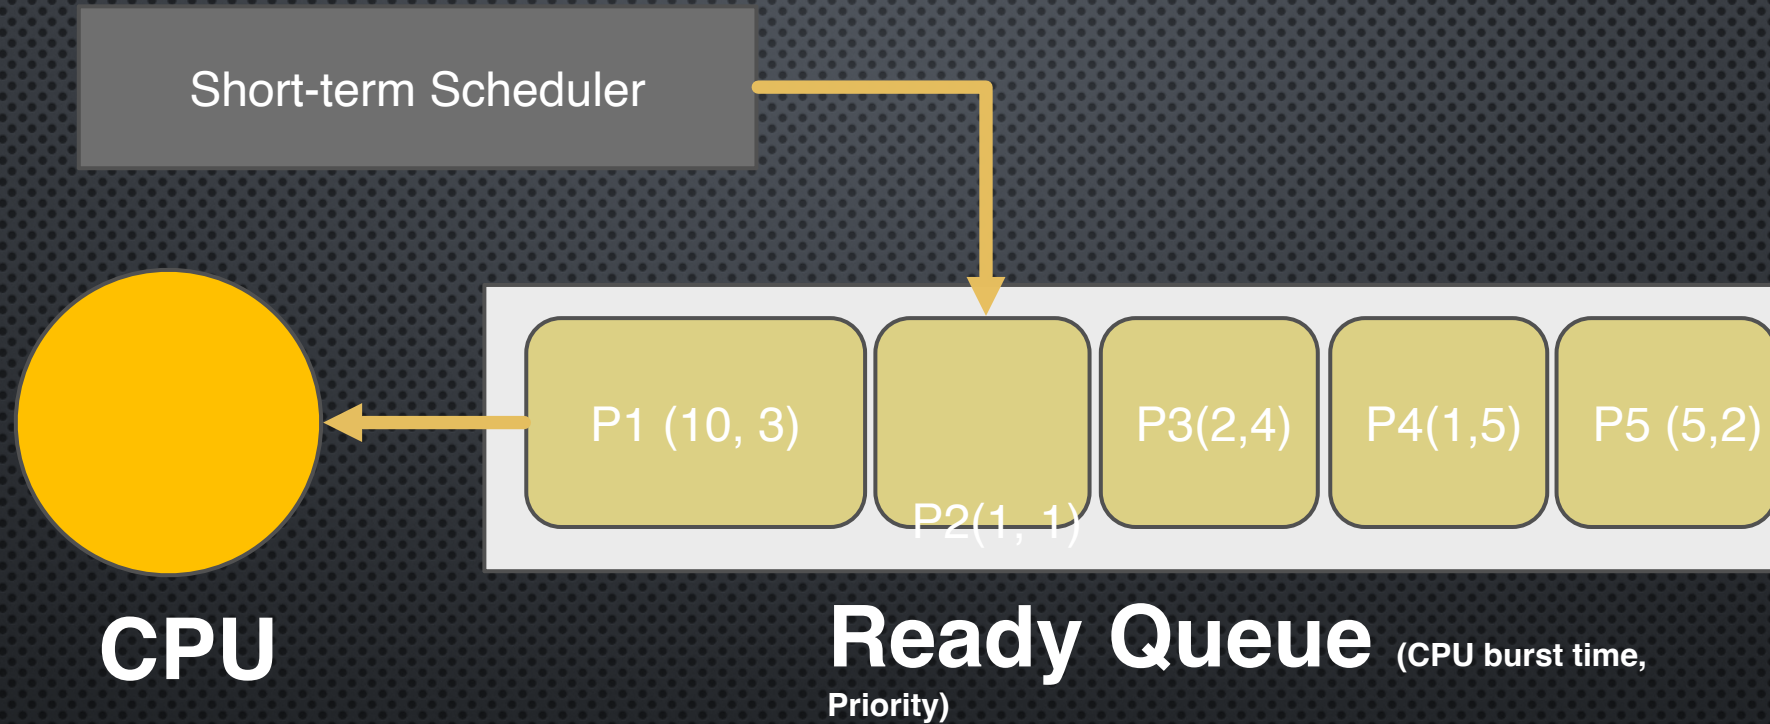 Short-term Scheduler
P1 (10, 3)
P2(1, 1)
P3(2,4)
P4(1,5)
P5 (5,2)
CPU
Ready Queue (CPU burst time,
Priority)